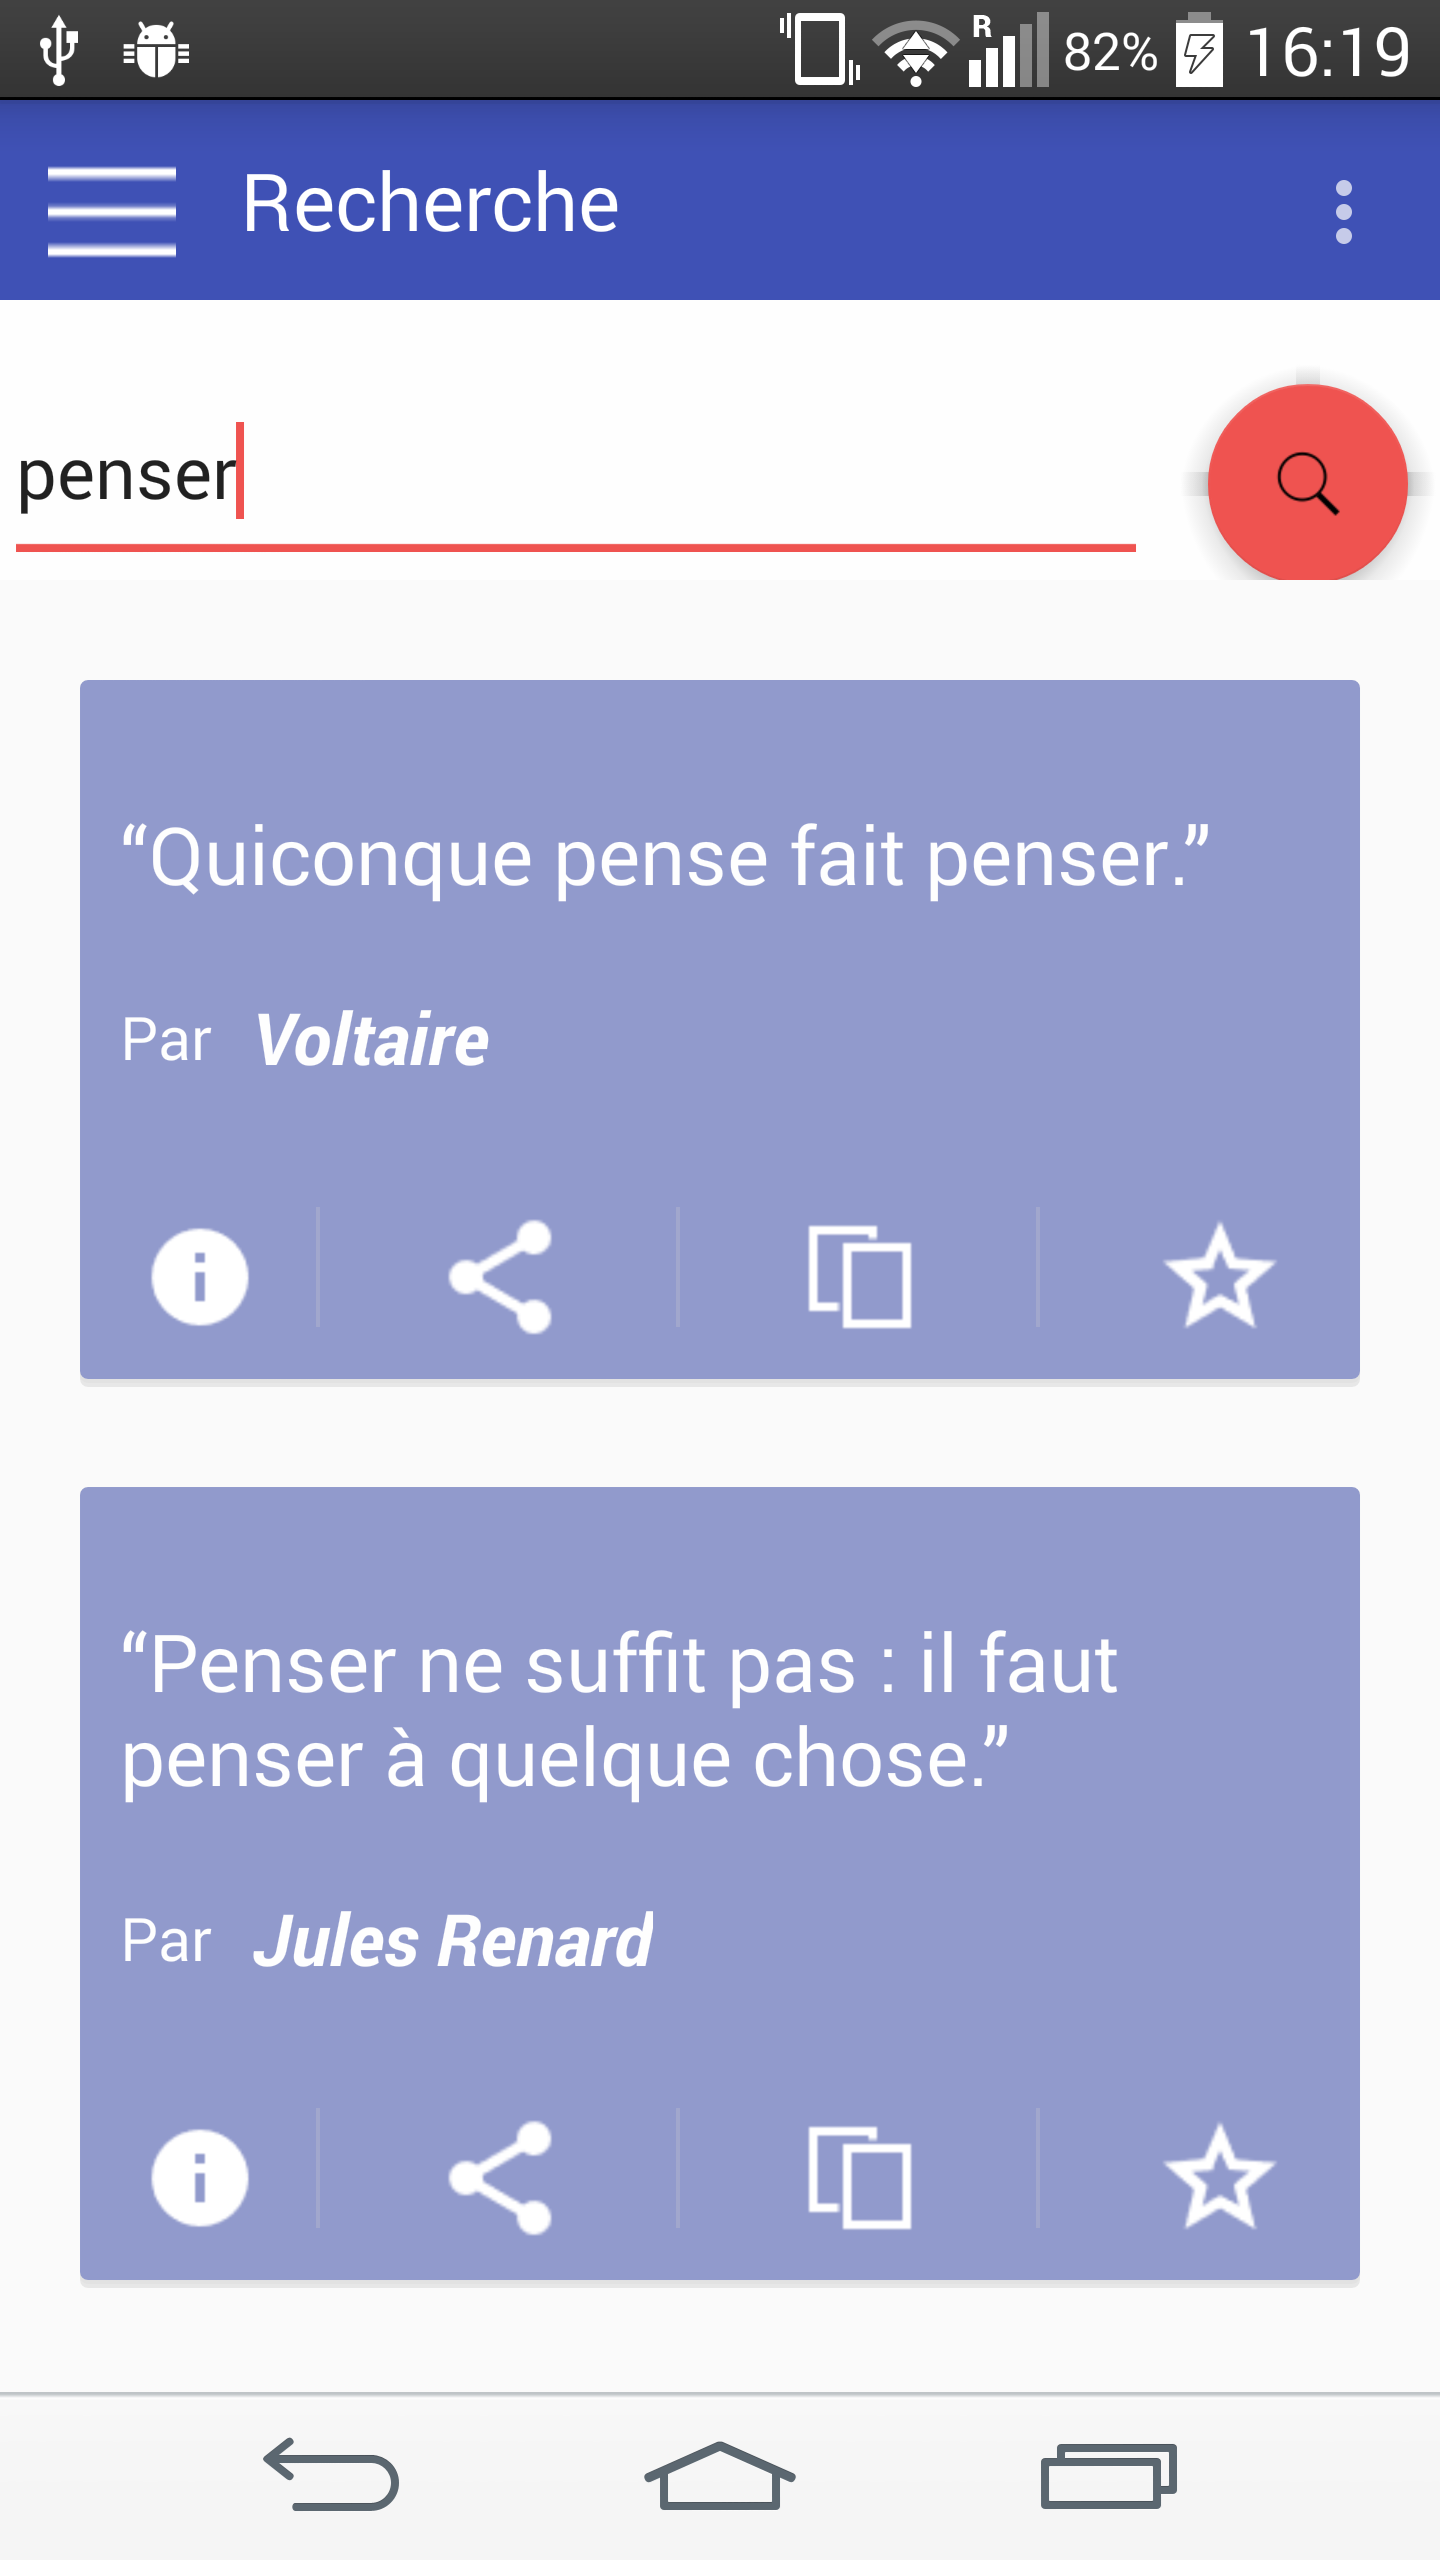 R 82% 16:19
Recherche
penser
“Quiconque pense fait penser.”
Par Voltaire
“Penser ne suffit pas : il faut
penser à quelque chose.”
Par Jules Renard